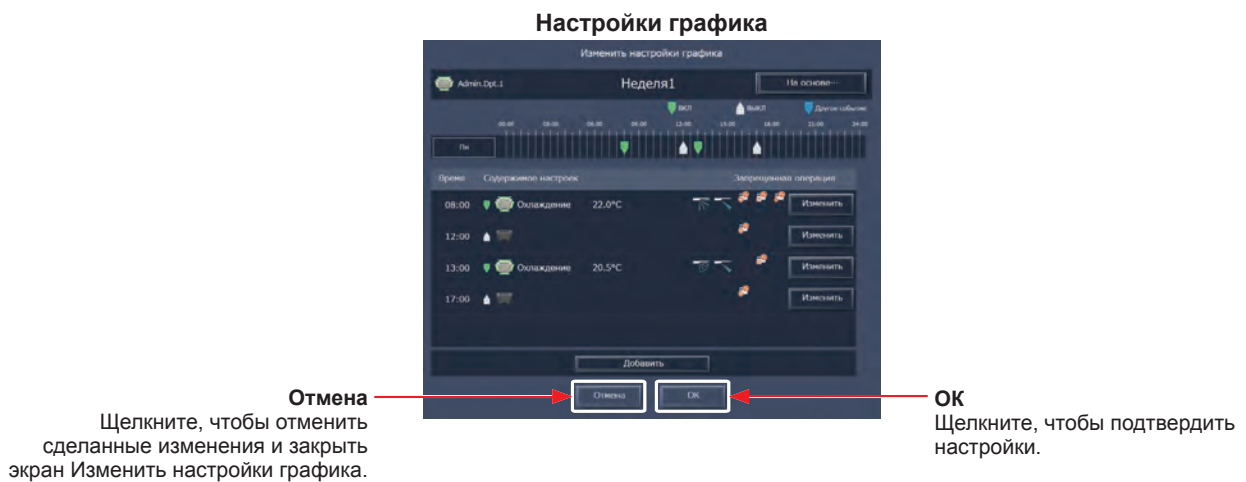 Настройки графика
Изменить настройки графика
Admin.Dpt.1 Неделя1 На основе...
ВКЛ ВЫКЛ Другое событие
00:00 03:00 06:00 09:00 12:00 15:00 18:00 21:00 24:00
Пн
Время Содержимое настроек Запрещенная операция
08:00 Охлаждение 22.0°C Изменить
12:00 Изменить
13:00 Охлаждение 20.5°C Изменить
17:00 Изменить
Добавить
Отмена OK
Отмена
Щелкните, чтобы отменить
сделанные изменения и закрыть
экран Изменить настройки графика.
ОК
Щелкните, чтобы подтвердить
настройки.